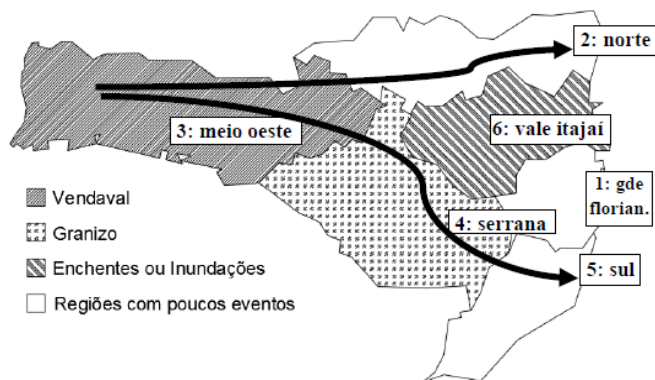 2: norte
3: meio oeste
6: vale itajaí
1: gde
florian.
4: serrana
5: sul
Vendaval
Granizo
Enchentes ou Inundações
Regiões com poucos eventos